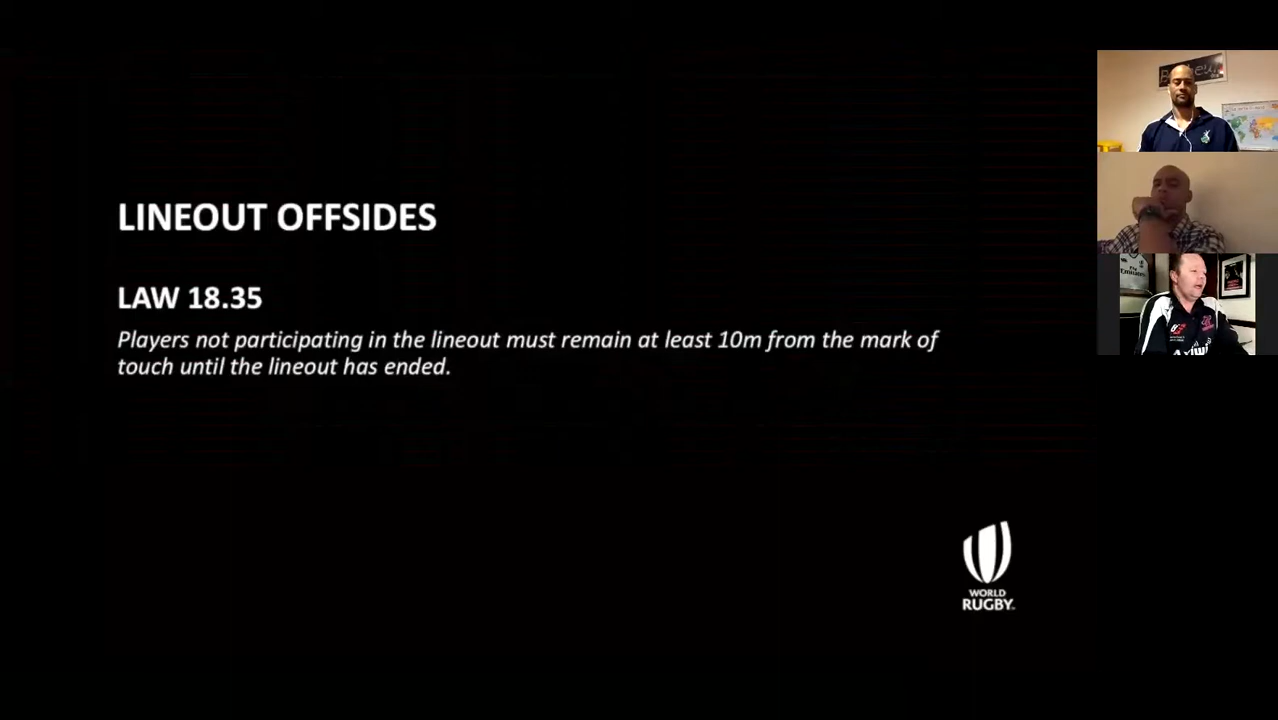 LINEOUT OFFSIDES
LAW 18.35
Players not participating in the lineout must remain at least 10m from the mark of
touch until the lineout has ended.
WORLD
RUGBY
Emirates